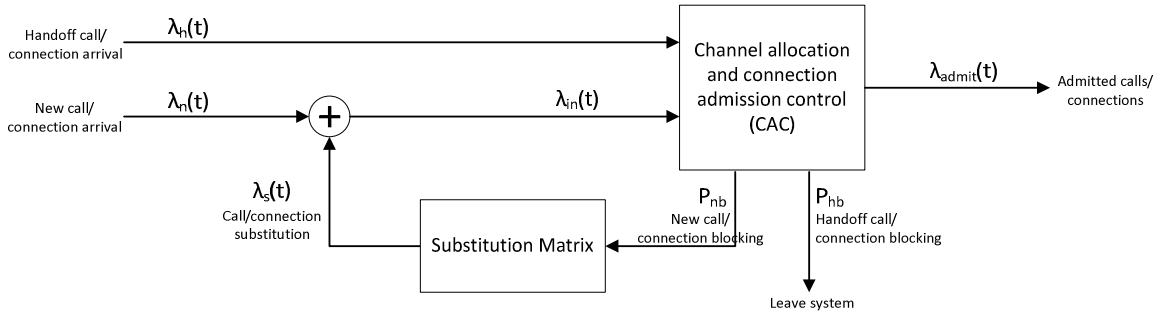 Handoff call/
connection arrival
λh(t)
Channel allocation
and connection
admission control
(CAC)
λadmit(t)
Admitted calls/
connections
New call/
connection arrival
λn(t)
+
λin(t)
λs(t)
Call/connection
substitution
Substitution Matrix
Pnb
New call/
connection blocking
Phb
Handoff call/
connection blocking
Leave system